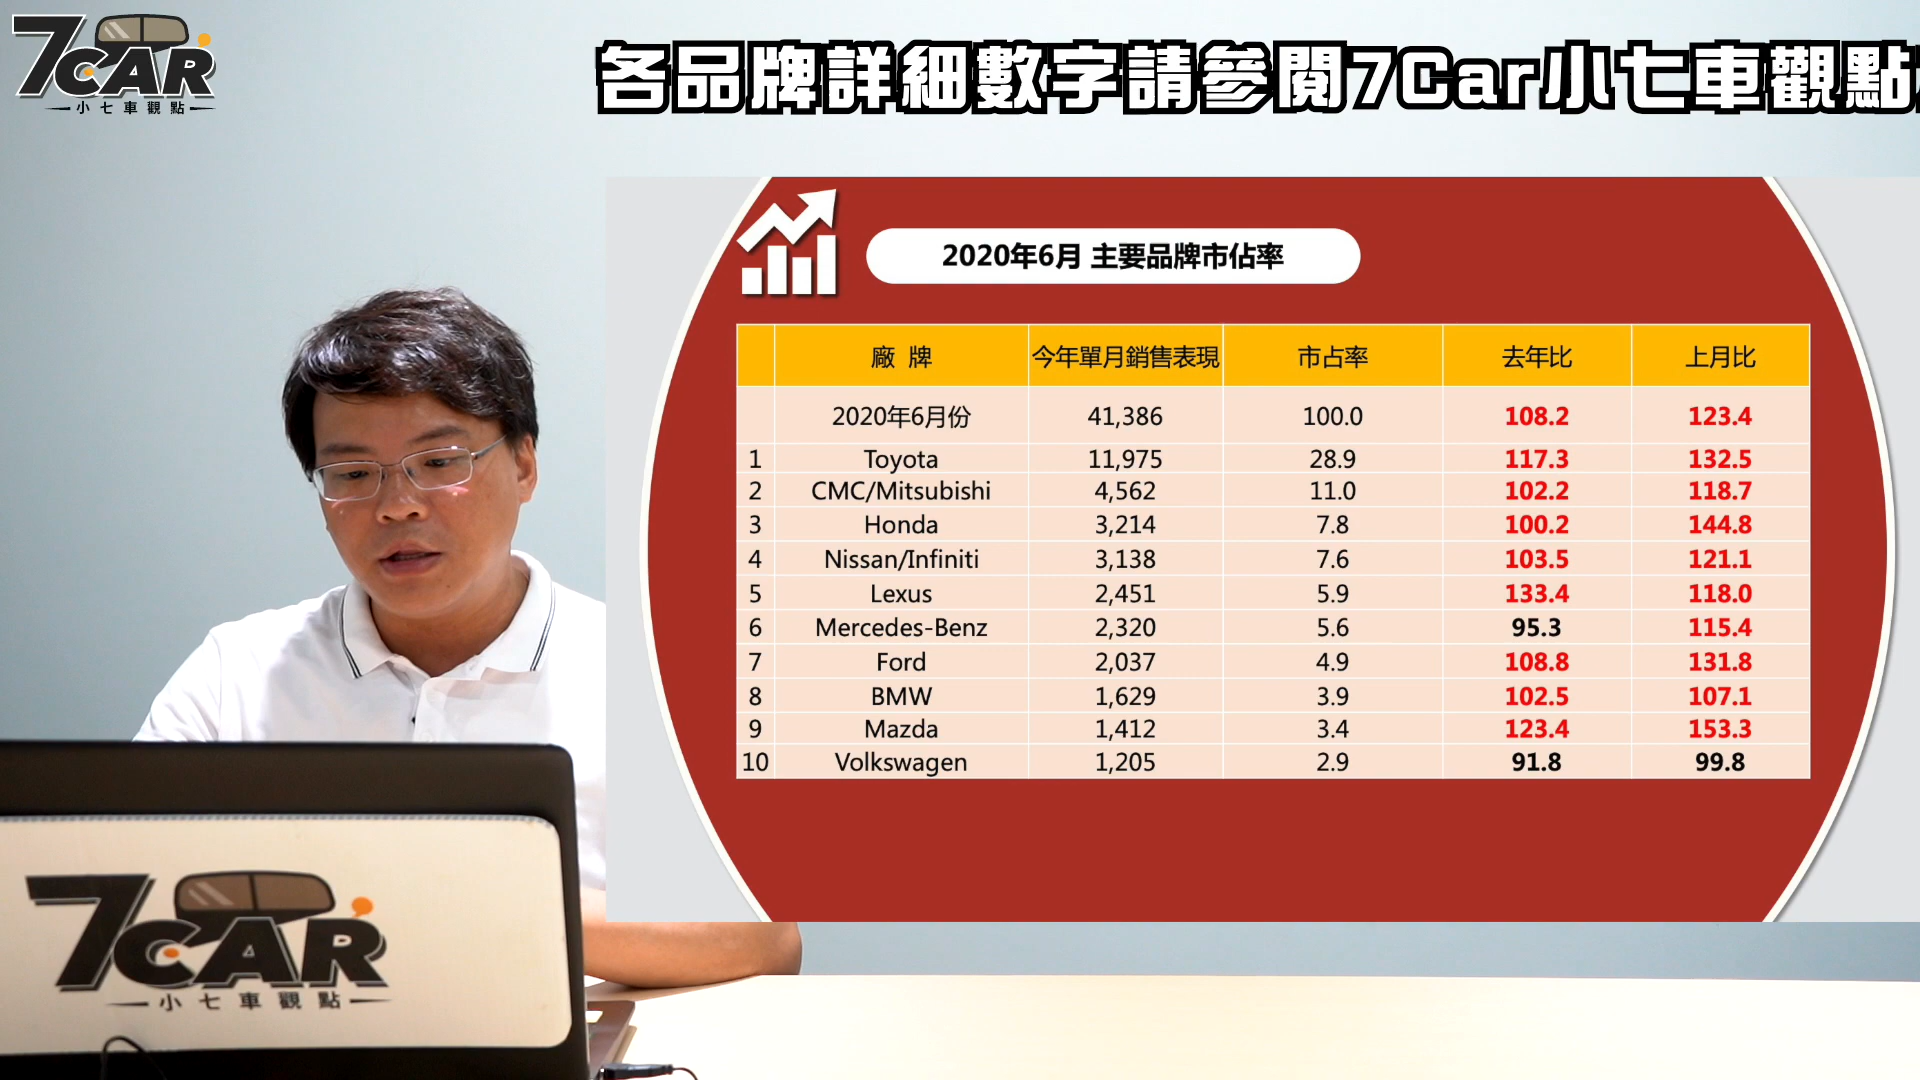 7CAR
小七車觀點
各品牌詳細數字請參閱7Car小七車觀點
2020年6月 主要品牌市佔率
廠 牌 今年單月銷售表現 市占率 去年比 上月比
2020年6月份 41,386 100.0 108.2 123.4
1 Toyota 11,975 28.9 117.3 132.5
2 CMC/Mitsubishi 4,562 11.0 102.2 118.7
3 Honda 3,214 7.8 100.2 144.8
4 Nissan/Infiniti 3,138 7.6 103.5 121.1
5 Lexus 2,451 5.9 133.4 118.0
6 Mercedes-Benz 2,320 5.6 95.3 115.4
7 Ford 2,037 4.9 108.8 131.8
8 BMW 1,629 3.9 102.5 107.1
9 Mazda 1,412 3.4 123.4 153.3
10 Volkswagen 1,205 2.9 91.8 99.8
7CAR
小七車觀點